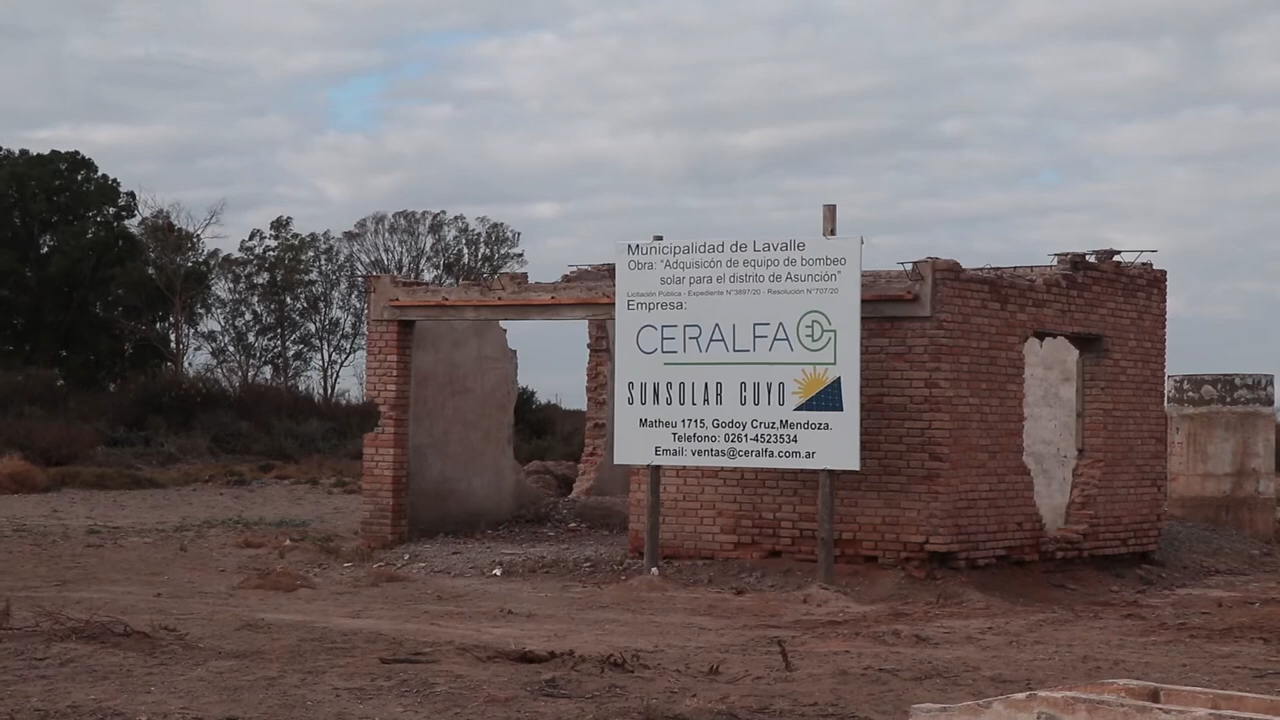 Municipalidad de Lavalle
Obra: "Adquisicón de equipo de bombeo
solar para el distrito de Asunción"
Licitación Pública - Expediente N°3897/20 - Resolución N°707/20
Empresa:
CERALFA
SUNSOLAR CUYO
Matheu 1715, Godoy Cruz,Mendoza.
Telefono: 0261-4523534
Email: ventas@ceralfa.com.ar